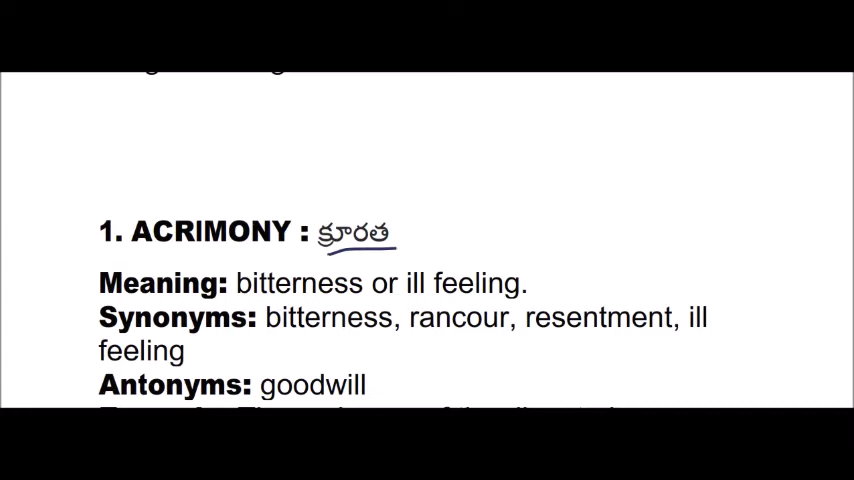 1. ACRIMONY : క్రూరత
Meaning: bitterness or ill feeling.
Synonyms: bitterness, rancour, resentment, ill
feeling
Antonyms: goodwill